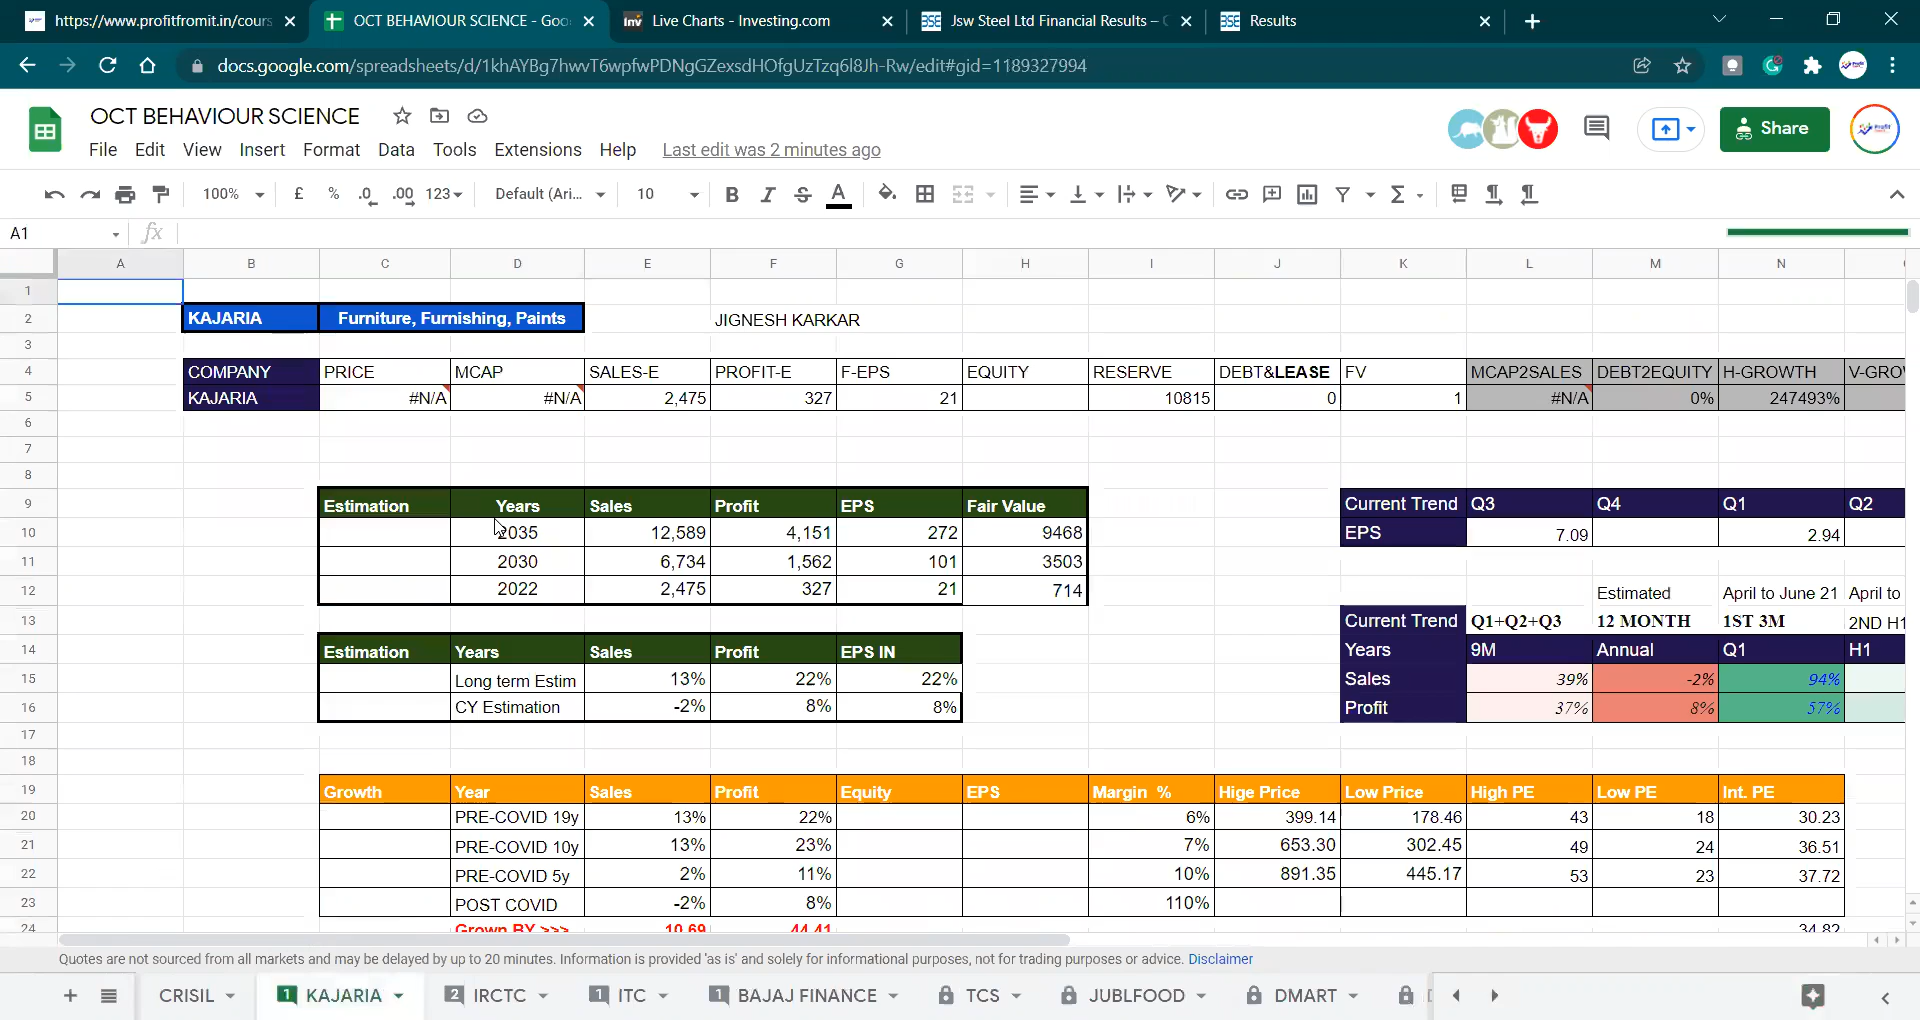 https://www.profitfromit.in/cours
OCT BEHAVIOUR SCIENCE - Goo
Live Charts - Investing.com
Jsw Steel Ltd Financial Results –
Results
docs.google.com/spreadsheets/d/1khAYBg7hwvT6wpfwPDNgGZexsdHOfgUzTzq6l8Jh-Rw/edit#gid=1189327994
OCT BEHAVIOUR SCIENCE
File Edit View Insert Format Data Tools Extensions Help Last edit was 2 minutes ago
Share
100% £ % .0 .00 123 Default (Ari... 10
A1 fx
A B C D E F G H I J K L M N
1
2 KAJARIA Furniture, Furnishing, Paints JIGNESH KARKAR
3
4 COMPANY PRICE MCAP SALES-E PROFIT-E F-EPS EQUITY RESERVE DEBT&LEASE FV MCAP2SALES DEBT2EQUITY H-GROWTH V-GROW
5 KAJARIA #N/A #N/A 2,475 327 21 10815 0 1 #N/A 0% 247493%
6
7
8
9 Estimation Years Sales Profit EPS Fair Value Current Trend Q3 Q4 Q1 Q2
10 2035 12,589 4,151 272 9468 EPS 7.09 2.94
11 2030 6,734 1,562 101 3503
12 2022 2,475 327 21 714 Estimated April to June 21 April to
13 Current Trend Q1+Q2+Q3 12 MONTH 1ST 3M 2ND H1
14 Estimation Years Sales Profit EPS IN Years 9M Annual Q1 H1
15 Long term Estim 13% 22% 22% Sales 39% -2% 94%
16 CY Estimation -2% 8% 8% Profit 37% 8% 57%
17
18
19 Growth Year Sales Profit Equity EPS Margin % Hige Price Low Price High PE Low PE Int. PE
20 PRE-COVID 19y 13% 22% 6% 399.14 178.46 43 18 30.23
21 PRE-COVID 10y 13% 23% 7% 653.30 302.45 49 24 36.51
22 PRE-COVID 5y 2% 11% 10% 891.35 445.17 53 23 37.72
23 POST COVID -2% 8% 110%
24 Grown BY >>> 10.69 44.41 34.82
Quotes are not sourced from all markets and may be delayed by up to 20 minutes. Information is provided 'as is' and solely for informational purposes, not for trading purposes or advice. Disclaimer
CRISIL 1 KAJARIA 2 IRCTC 1 ITC 1 BAJAJ FINANCE TCS JUBLFOOD DMART